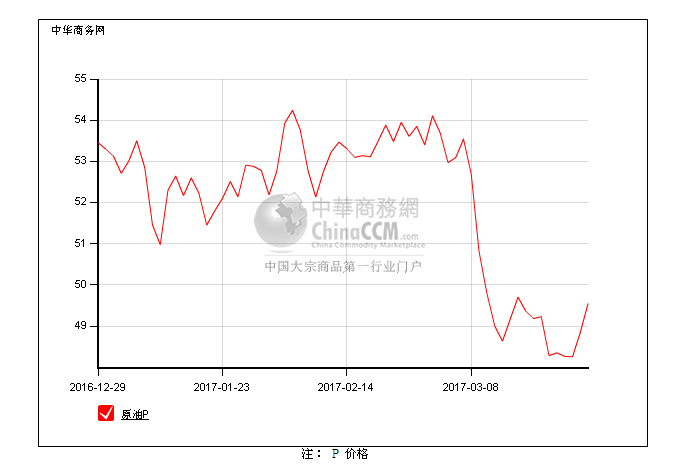 中华商务网
55
54
53
52
51
50
49
中華商務網
ChinaCCM.com
China Commodity Marketplace
中国大宗商品第一行业门户
2016-12-29 2017-01-23 2017-02-14 2017-03-08
原油P
注： P 价格